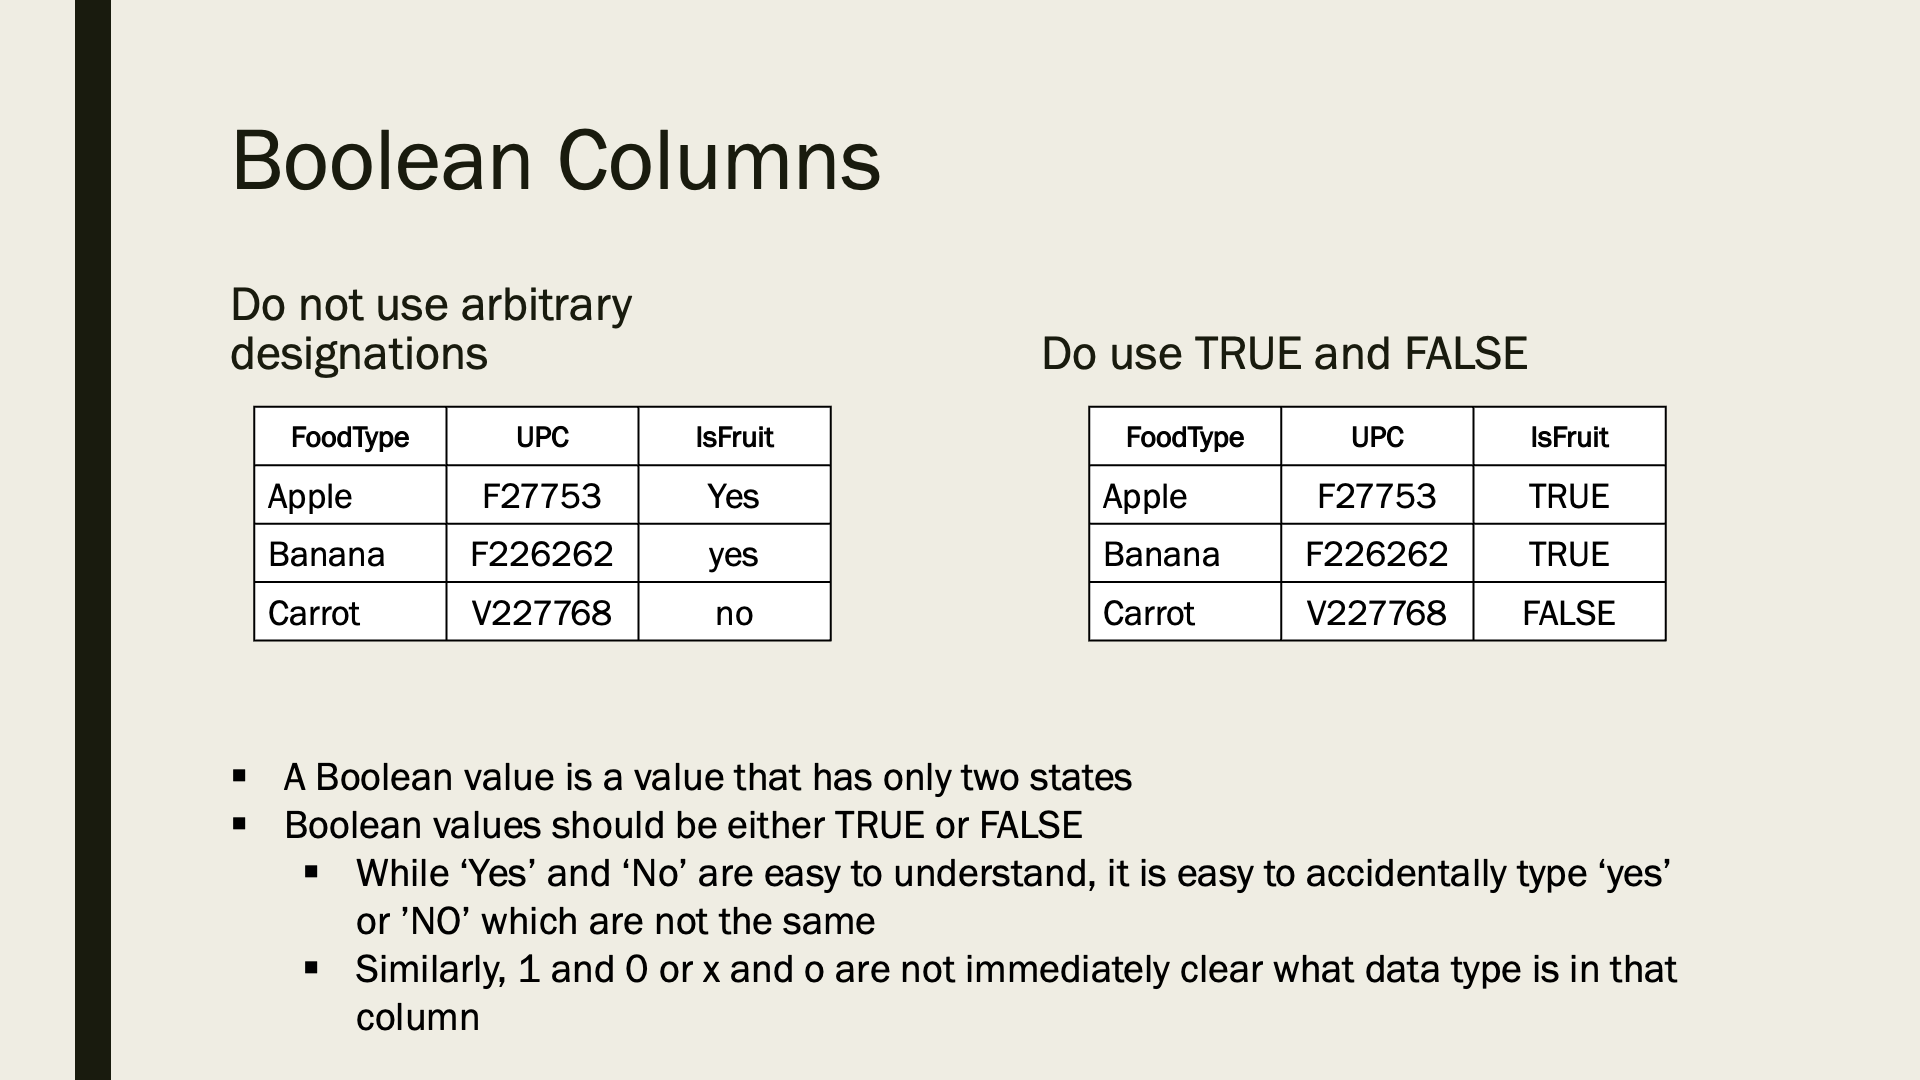 Boolean Columns
Do not use arbitrary
designations
FoodType UPC IsFruit
Apple F27753 Yes
Banana F226262 yes
Carrot V227768 no
Do use TRUE and FALSE
FoodType UPC IsFruit
Apple F27753 TRUE
Banana F226262 TRUE
Carrot V227768 FALSE
▪ A Boolean value is a value that has only two states
▪ Boolean values should be either TRUE or FALSE
▪ While ‘Yes’ and ‘No’ are easy to understand, it is easy to accidentally type ‘yes’
or ’NO’ which are not the same
▪ Similarly, 1 and 0 or x and o are not immediately clear what data type is in that
column